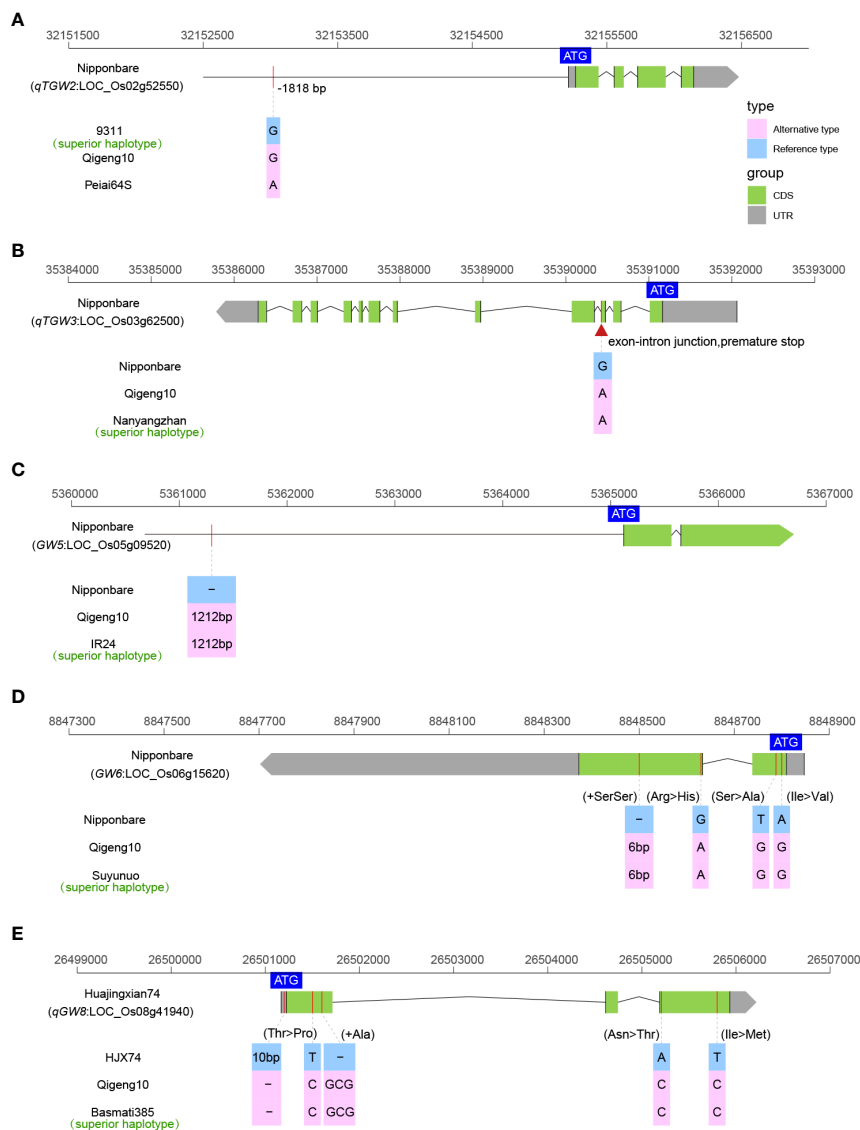 A
32151500 32152500 32153500 32154500 32155500 32156500
ATG
Nipponbare
(qTGW2:LOC_Os02g52550)
-1818 bp
type
Alternative type
Reference type
group
CDS
UTR
9311 G
(superior haplotype)
Qigeng10 G
Peiai64S A
B
35384000 35385000 35386000 35387000 35388000 35389000 35390000 35391000 35392000 35393000
ATG
Nipponbare
(qTGW3:LOC_Os03g62500)
exon-intron junction,premature stop
Nipponbare G
Qigeng10 A
Nanyangzhan A
(superior haplotype)
C
5360000 5361000 5362000 5363000 5364000 5365000 5366000 5367000
ATG
Nipponbare
(GW5:LOC_Os05g09520)
Nipponbare −
Qigeng10 1212bp
IR24 1212bp
(superior haplotype)
D
8847300 8847500 8847700 8847900 8848100 8848300 8848500 8848700 8848900
ATG
Nipponbare
(GW6:LOC_Os06g15620)
(+SerSer) (Arg>His) (Ser>Ala) (Ile>Val)
Nipponbare − G T A
Qigeng10 6bp A G G
Suyunuo 6bp A G G
(superior haplotype)
E
26499000 26500000 26501000 26502000 26503000 26504000 26505000 26506000 26507000
ATG
Huajingxian74
(qGW8:LOC_Os08g41940)
(Thr>Pro) (+Ala) (Asn>Thr) (Ile>Met)
HJX74 10bp T − A T
Qigeng10 − C GCG C C
Basmati385 − C GCG C C
(superior haplotype)